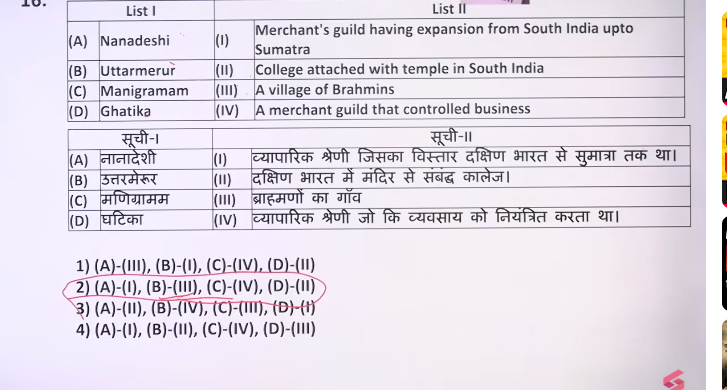 16.
List I List II
(A) Nanadeshi (I) Merchant's guild having expansion from South India upto
Sumatra
(B) Uttarmerur (II) College attached with temple in South India
(C) Manigramam (III) A village of Brahmins
(D) Ghatika (IV) A merchant guild that controlled business
सूची-I सूची-II
(A) नानादेशी (I) व्यापारिक श्रेणी जिसका विस्तार दक्षिण भारत से सुमात्रा तक था।
(B) उत्तरमेरूर (II) दक्षिण भारत में मंदिर से संबद्ध कालेज।
(C) मणिग्रामम (III) ब्राहमणों का गाँव
(D) घटिका (IV) व्यापारिक श्रेणी जो कि व्यवसाय को नियंत्रित करता था।
1) (A)-(III), (B)-(I), (C)-(IV), (D)-(II)
2) (A)-(I), (B)-(III), (C)-(IV), (D)-(II)
3) (A)-(II), (B)-(IV), (C)-(III), (D)-(I)
4) (A)-(I), (B)-(II), (C)-(IV), (D)-(III)